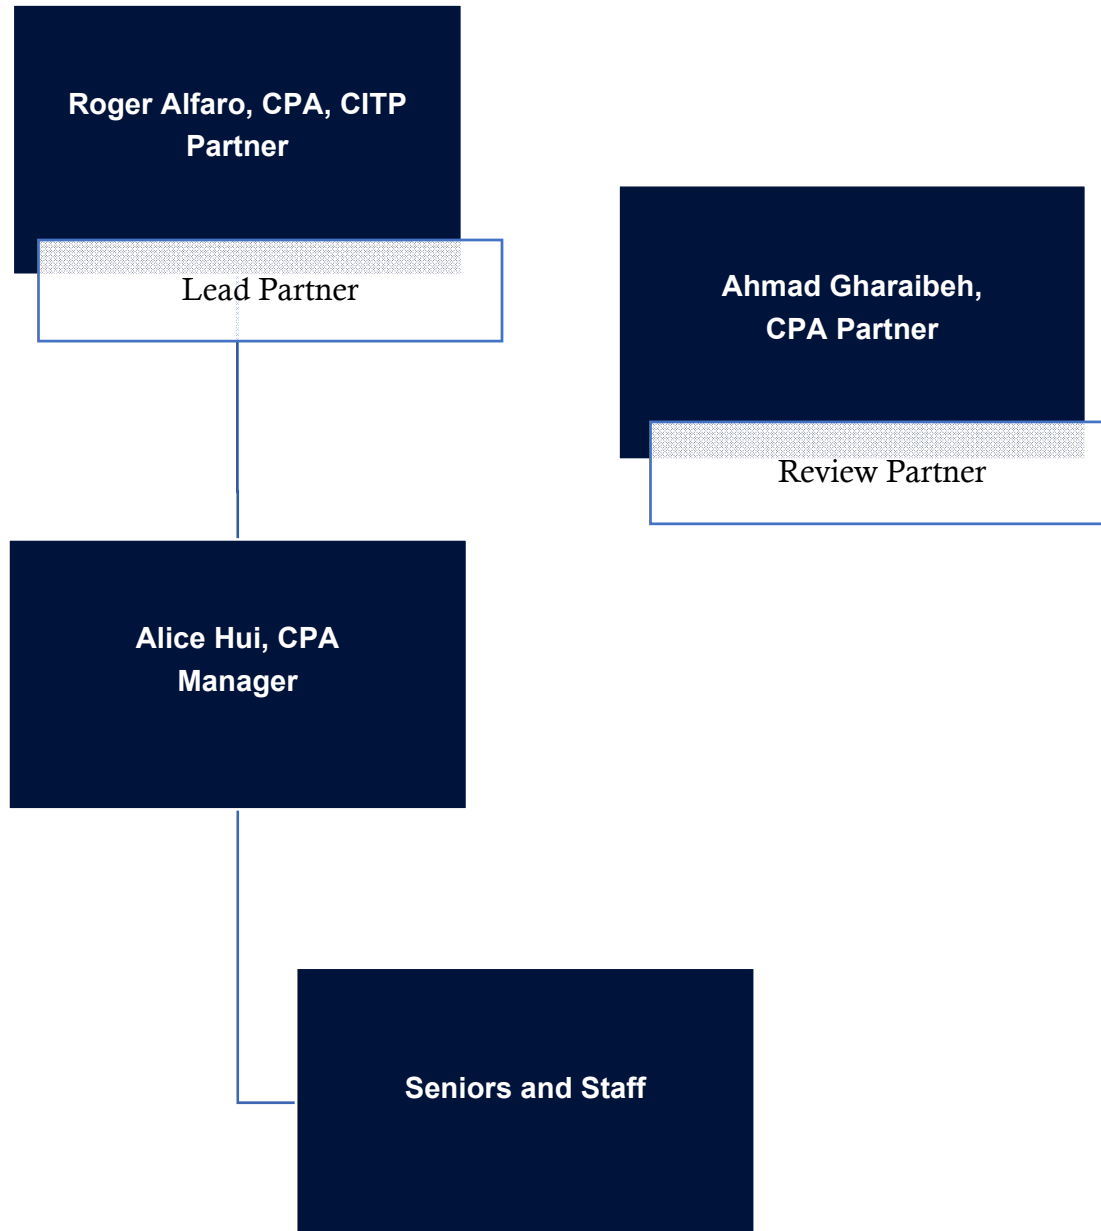 Roger Alfaro, CPA, CITP
Partner
Lead Partner
Ahmad Gharaibeh,
CPA Partner
Review Partner
Alice Hui, CPA
Manager
Seniors and Staff